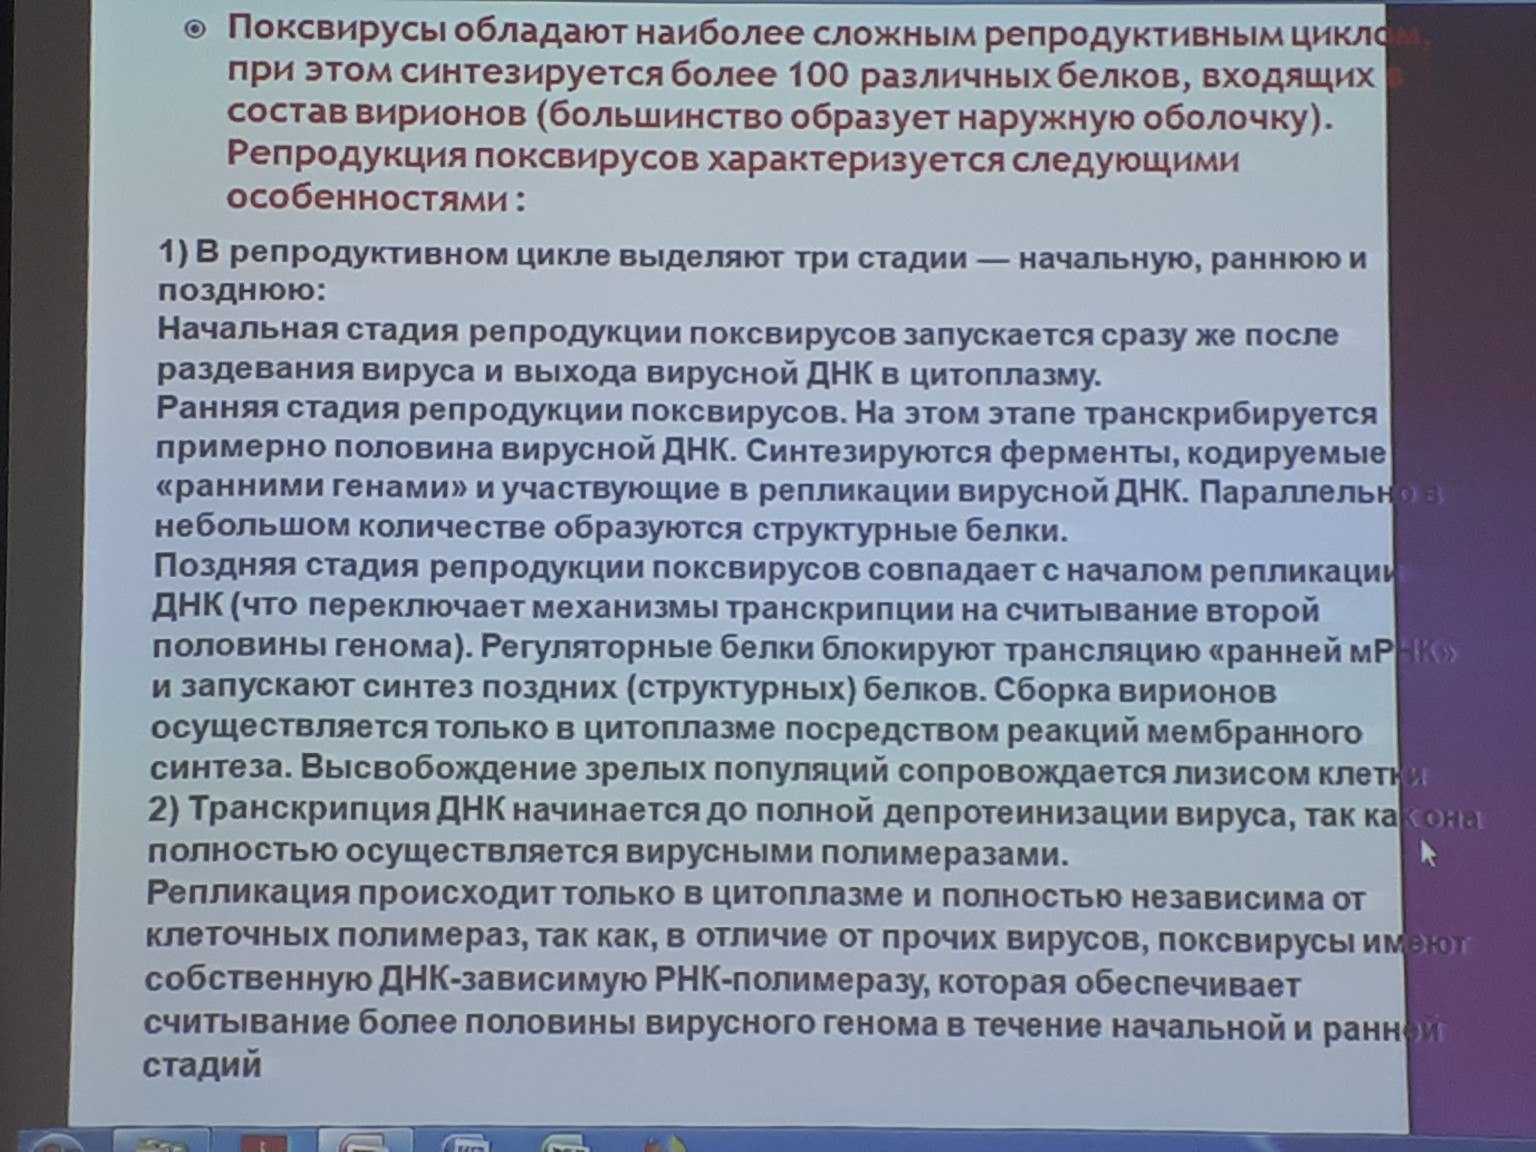 Поксвирусы обладают наиболее сложным репродуктивным циклом,
при этом синтезируется более 100 различных белков, входящих в
состав вирионов (большинство образует наружную оболочку).
Репродукция поксвирусов характеризуется следующими
особенностями :
1) В репродуктивном цикле выделяют три стадии — начальную, раннюю и
позднюю:
Начальная стадия репродукции поксвирусов запускается сразу же после
раздевания вируса и выхода вирусной ДНК в цитоплазму.
Ранняя стадия репродукции поксвирусов. На этом этапе транскрибируется
примерно половина вирусной ДНК. Синтезируются ферменты, кодируемые
«ранними генами» и участвующие в репликации вирусной ДНК. Параллельно в
небольшом количестве образуются структурные белки.
Поздняя стадия репродукции поксвирусов совпадает с началом репликации
ДНК (что переключает механизмы транскрипции на считывание второй
половины генома). Регуляторные белки блокируют трансляцию «ранней мРНК»
и запускают синтез поздних (структурных) белков. Сборка вирионов
осуществляется только в цитоплазме посредством реакций мембранного
синтеза. Высвобождение зрелых популяций сопровождается лизисом клетки
2) Транскрипция ДНК начинается до полной депротеинизации вируса, так как она
полностью осуществляется вирусными полимеразами.
Репликация происходит только в цитоплазме и полностью независима от
клеточных полимераз, так как, в отличие от прочих вирусов, поксвирусы имеют
собственную ДНК-зависимую РНК-полимеразу, которая обеспечивает
считывание более половины вирусного генома в течение начальной и ранней
стадий